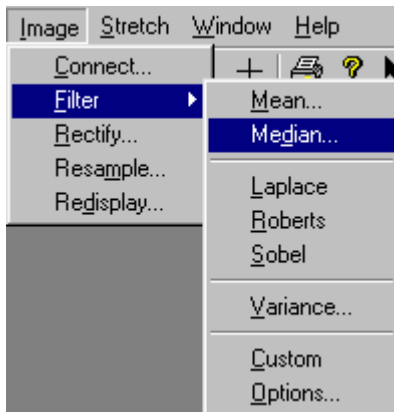 Image Stretch Window Help
Connect...
Filter
Rectify...
Resample...
Redisplay...
Mean...
Median...
Laplace
Roberts
Sobel
Variance...
Custom
Options...